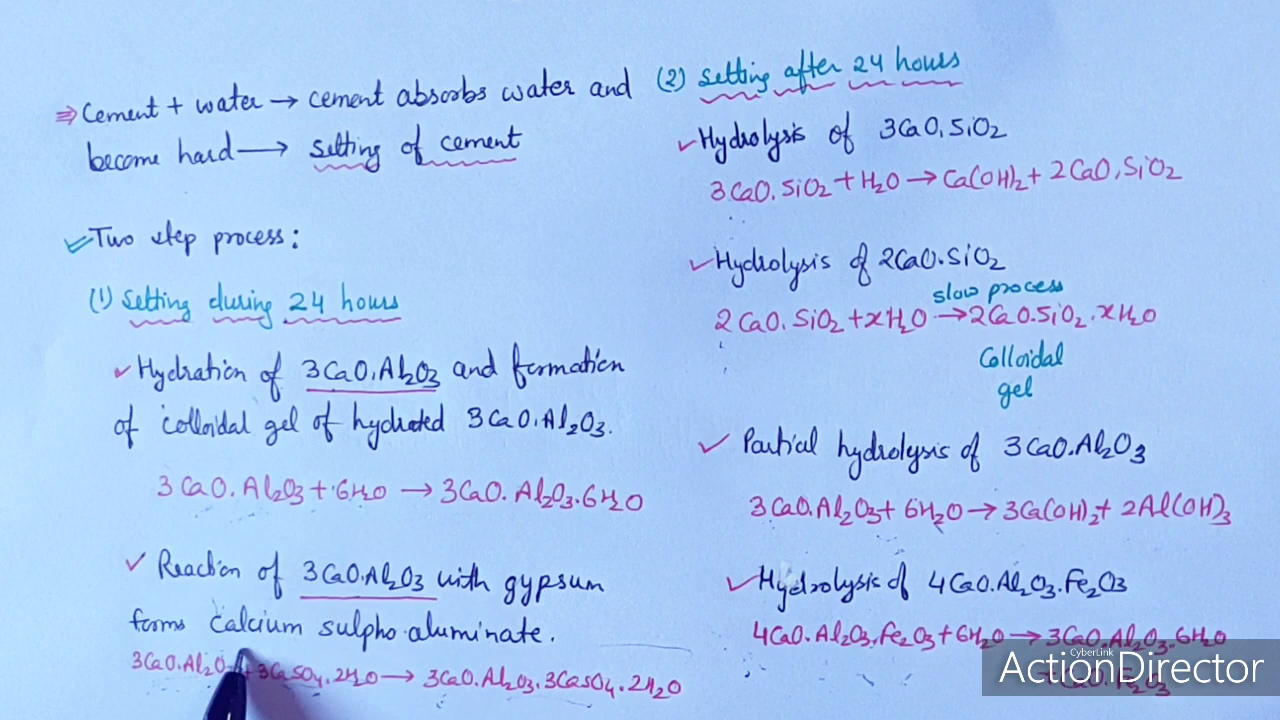 ⇒ Cement + water → cement absorbs water and
become hard → setting of cement
✓ Two step process:
(1) Setting during 24 hours
✓ Hydration of 3CaO.Al2O3 and formation
of colloidal gel of hydrated 3CaO.Al2O3.
3CaO.Al2O3 + 6H2O → 3CaO.Al2O3.6H2O
✓ Reaction of 3CaO.Al2O3 with gypsum
forms calcium sulpho.aluminate.
3CaO.Al2O + 3CaSO4.2H2O → 3CaO.Al2O3.3CaSO4.2H2O
(2) Setting after 24 hours
✓ Hydrolysis of 3CaO.SiO2
3CaO.SiO2 + H2O → Ca(OH)2 + 2CaO.SiO2
✓ Hydrolysis of 2CaO.SiO2
slow process
2CaO.SiO2 + xH2O → 2CaO.SiO2.xH2O
Colloidal
gel
✓ Partial hydrolysis of 3CaO.Al2O3
3CaO.Al2O3 + 6H2O → 3Ca(OH)2 + 2Al(OH)3
✓ Hydrolysis of 4CaO.Al2O3.Fe2O3
4CaO.Al2O3.Fe2O3 + 6H2O → 3CaO.Al2O3.6H2O
CaO.Fe2O3
CyberLink
ActionDirector